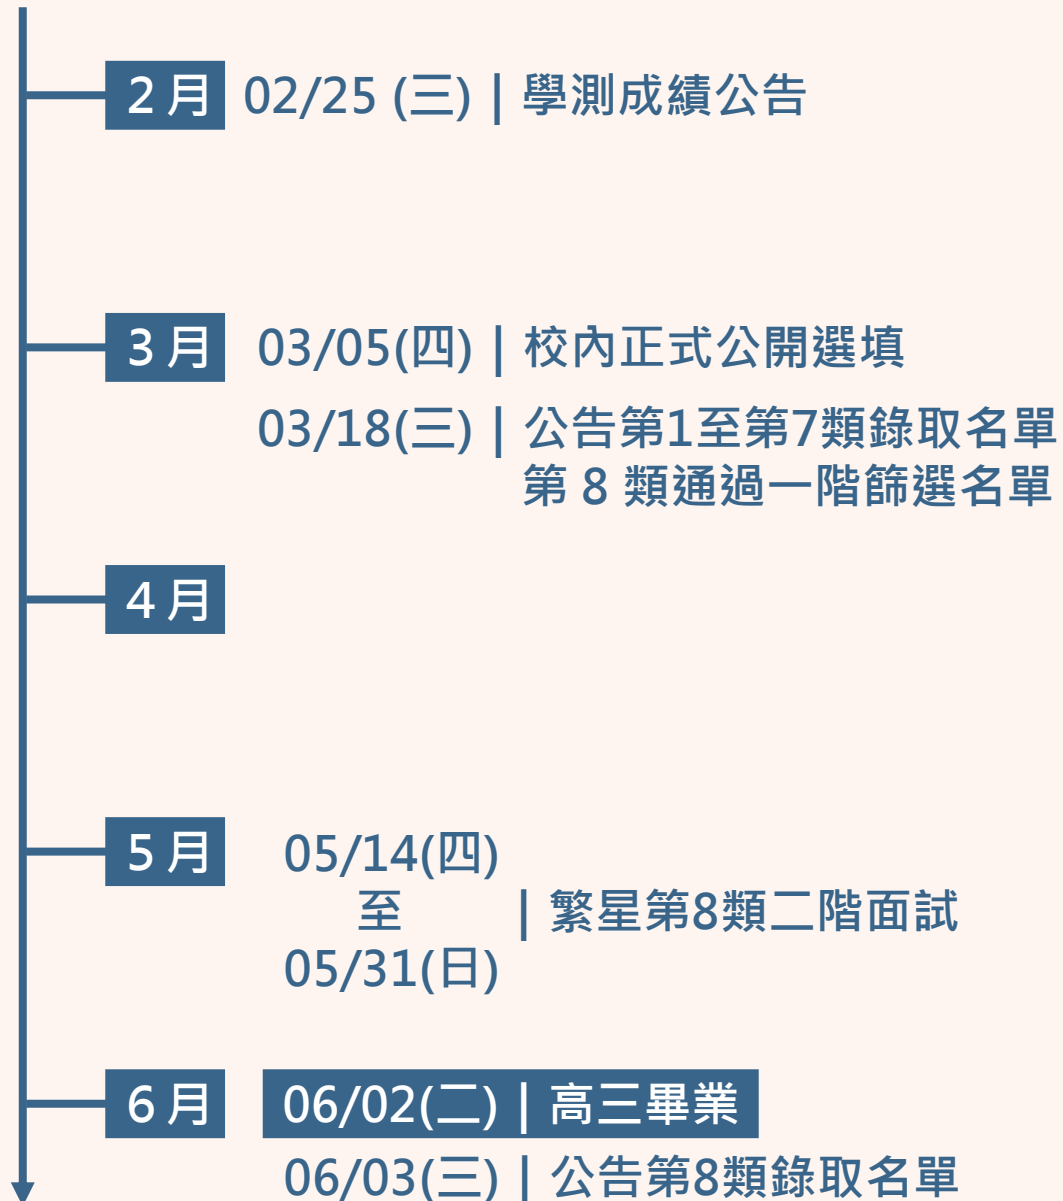 2月 02/25 (三) | 學測成績公告
3月 03/05(四) | 校內正式公開選填
03/18(三) | 公告第1至第7類錄取名單
第 8 類通過一階篩選名單
4月
5月 05/14(四)
至 | 繁星第8類二階面試
05/31(日)
6月 06/02(二) | 高三畢業
06/03(三) | 公告第8類錄取名單